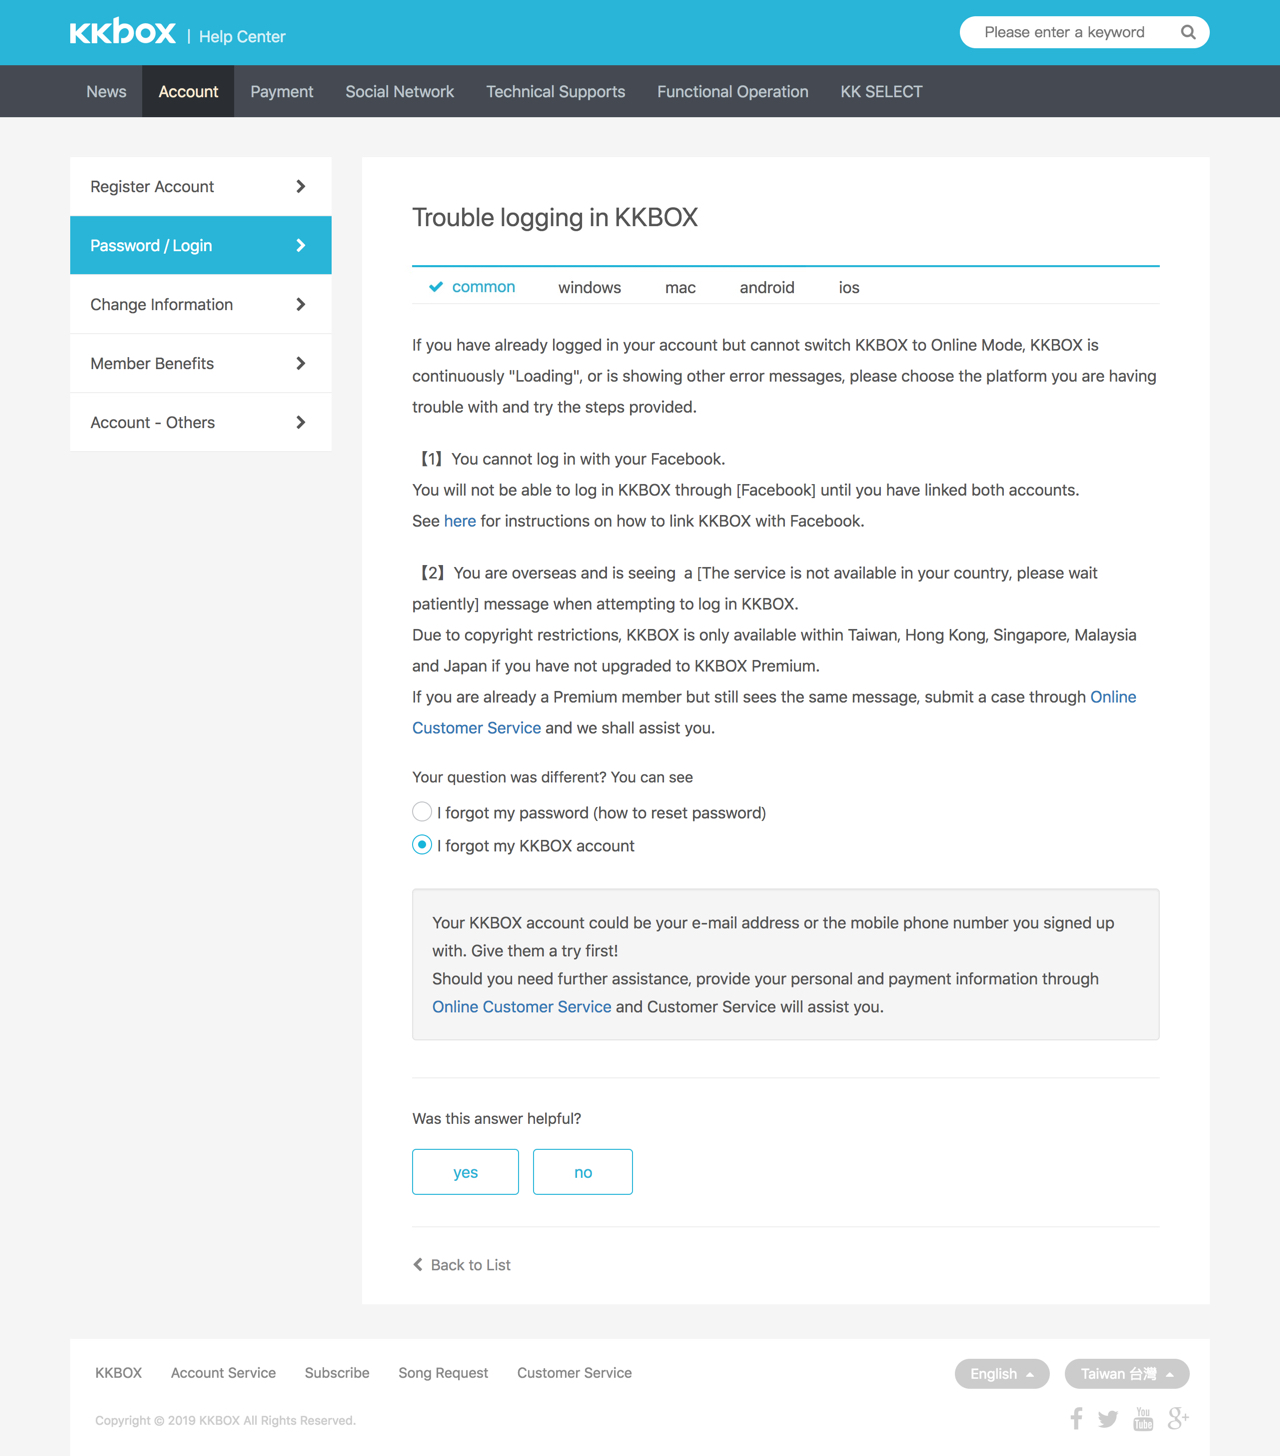 KKBOX | Help Center
Please enter a keyword
News
Account
Payment
Social Network
Technical Supports
Functional Operation
KK SELECT
Register Account
Password / Login
Change Information
Member Benefits
Account - Others
Trouble logging in KKBOX
common
windows
mac
android
ios
If you have already logged in your account but cannot switch KKBOX to Online Mode, KKBOX is
continuously "Loading", or is showing other error messages, please choose the platform you are having
trouble with and try the steps provided.
【1】You cannot log in with your Facebook.
You will not be able to log in KKBOX through [Facebook] until you have linked both accounts.
See here for instructions on how to link KKBOX with Facebook.
【2】You are overseas and is seeing  a [The service is not available in your country, please wait
patiently] message when attempting to log in KKBOX.
Due to copyright restrictions, KKBOX is only available within Taiwan, Hong Kong, Singapore, Malaysia
and Japan if you have not upgraded to KKBOX Premium.
If you are already a Premium member but still sees the same message, submit a case through Online
Customer Service and we shall assist you.
Your question was different? You can see
I forgot my password (how to reset password)
I forgot my KKBOX account
Your KKBOX account could be your e-mail address or the mobile phone number you signed up
with. Give them a try first!
Should you need further assistance, provide your personal and payment information through
Online Customer Service and Customer Service will assist you.
Was this answer helpful?
yes
no
Back to List
KKBOX
Account Service
Subscribe
Song Request
Customer Service
English
Taiwan 台灣
Copyright © 2019 KKBOX All Rights Reserved.
You
Tube
g+